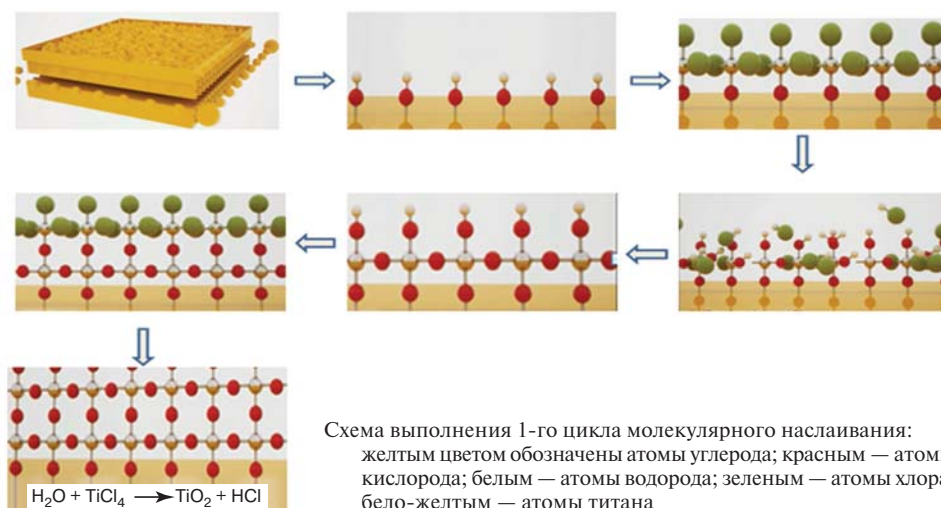 H₂O + TiCl₄ → TiO₂ + HCl
Схема выполнения 1-го цикла молекулярного наслаивания:
желтым цветом обозначены атомы углерода; красным — атом
кислорода; белым — атомы водорода; зеленым — атомы хлора
бело-желтым — атомы титана